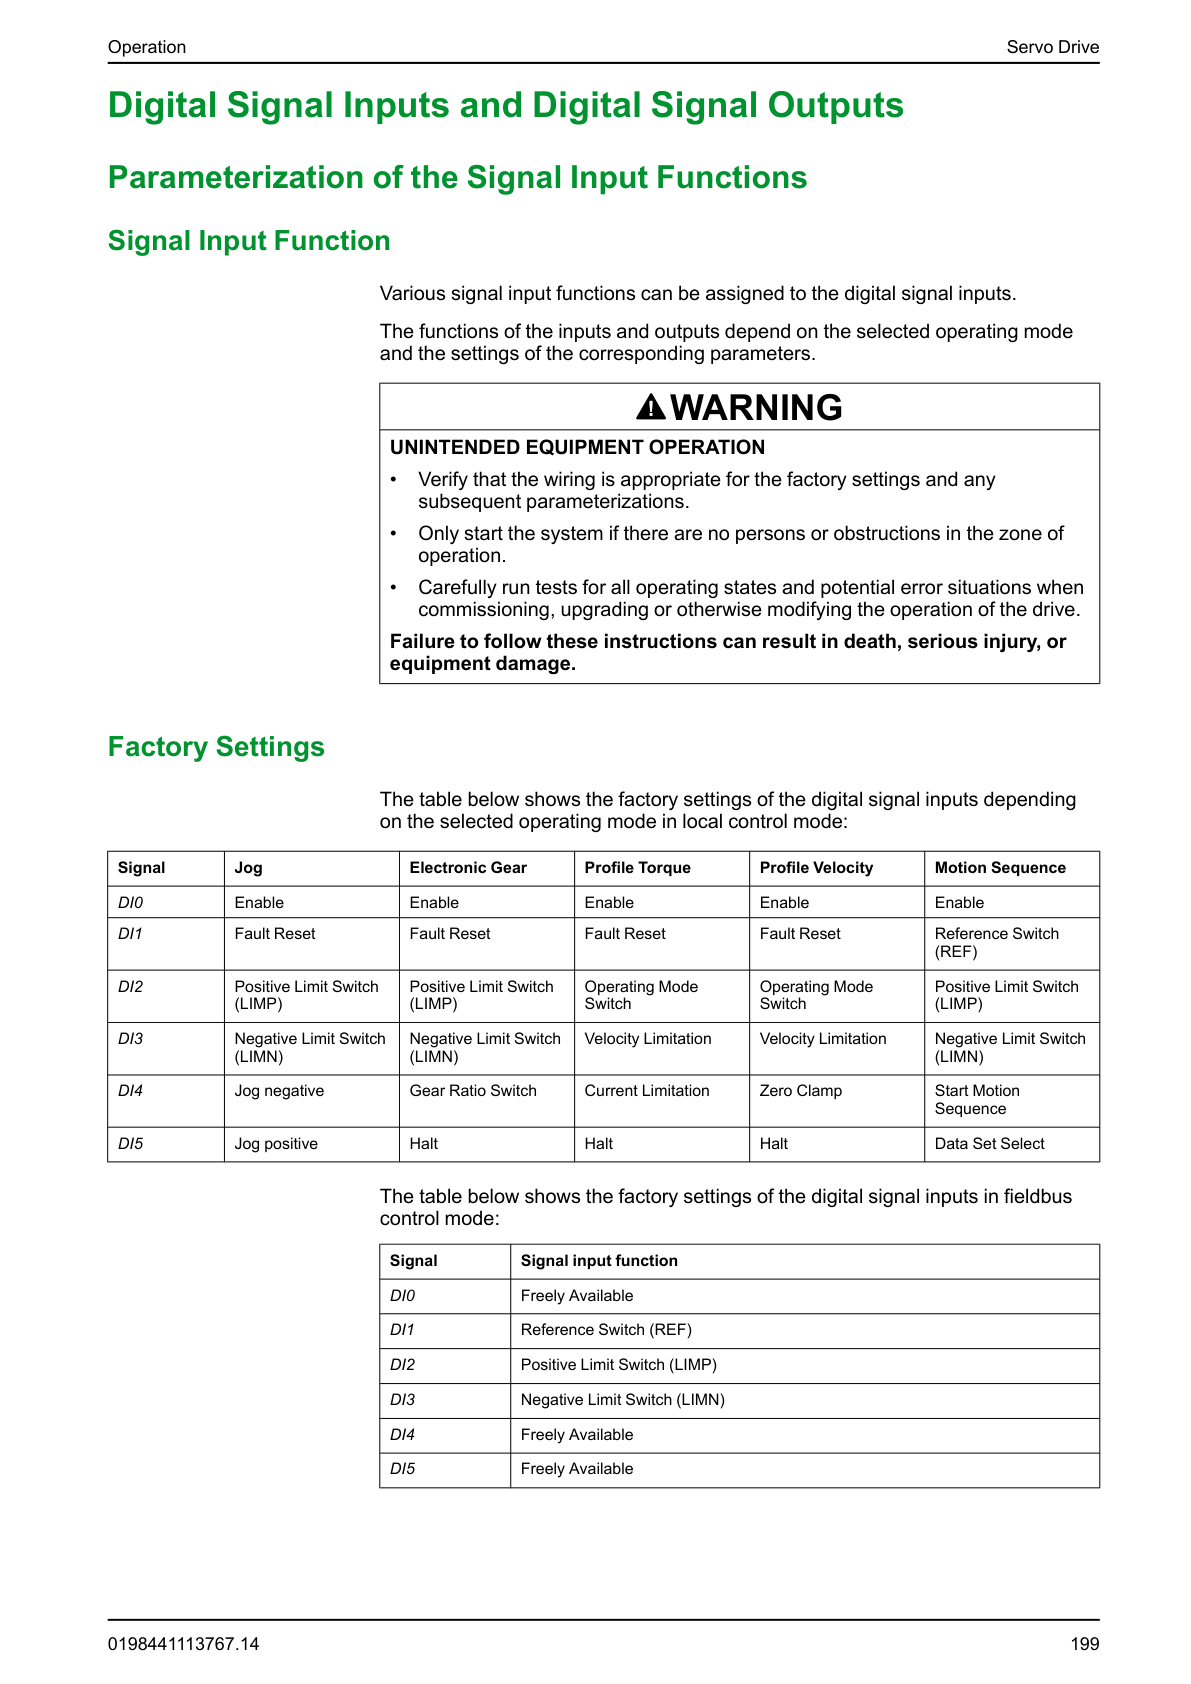 Operation Servo Drive
Digital Signal Inputs and Digital Signal Outputs
Parameterization of the Signal Input Functions
Signal Input Function
Various signal input functions can be assigned to the digital signal inputs.
The functions of the inputs and outputs depend on the selected operating mode
and the settings of the corresponding parameters.
WARNING
UNINTENDED EQUIPMENT OPERATION
• Verify that the wiring is appropriate for the factory settings and any
subsequent parameterizations.
• Only start the system if there are no persons or obstructions in the zone of
operation.
• Carefully run tests for all operating states and potential error situations when
commissioning, upgrading or otherwise modifying the operation of the drive.
Failure to follow these instructions can result in death, serious injury, or
equipment damage.
Factory Settings
The table below shows the factory settings of the digital signal inputs depending
on the selected operating mode in local control mode:
Signal Jog Electronic Gear Profile Torque Profile Velocity Motion Sequence
DI0 Enable Enable Enable Enable Enable
DI1 Fault Reset Fault Reset Fault Reset Fault Reset Reference Switch
(REF)
DI2 Positive Limit Switch Positive Limit Switch Operating Mode Operating Mode Positive Limit Switch
(LIMP) (LIMP) Switch Switch (LIMP)
DI3 Negative Limit Switch Negative Limit Switch Velocity Limitation Velocity Limitation Negative Limit Switch
(LIMN) (LIMN) (LIMN)
DI4 Jog negative Gear Ratio Switch Current Limitation Zero Clamp Start Motion
Sequence
DI5 Jog positive Halt Halt Halt Data Set Select
The table below shows the factory settings of the digital signal inputs in fieldbus
control mode:
Signal Signal input function
DI0 Freely Available
DI1 Reference Switch (REF)
DI2 Positive Limit Switch (LIMP)
DI3 Negative Limit Switch (LIMN)
DI4 Freely Available
DI5 Freely Available
0198441113767.14 199